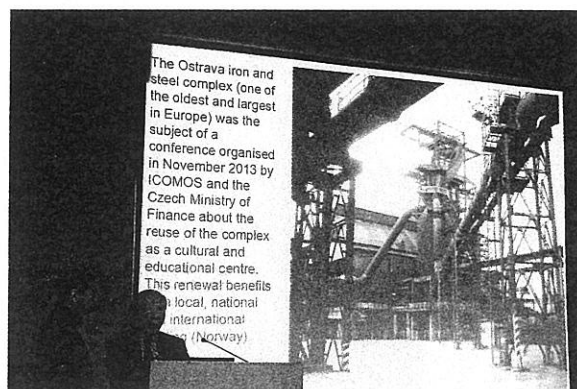 The Ostrava iron and
steel complex (one of
the oldest and largest
in Europe) was the
subject of a
conference organised
in November 2013 by
ICOMOS and the
Czech Ministry of
Finance about the
reuse of the complex
as a cultural and
educational centre.
This renewal benefits
local, national
international
(Norway)